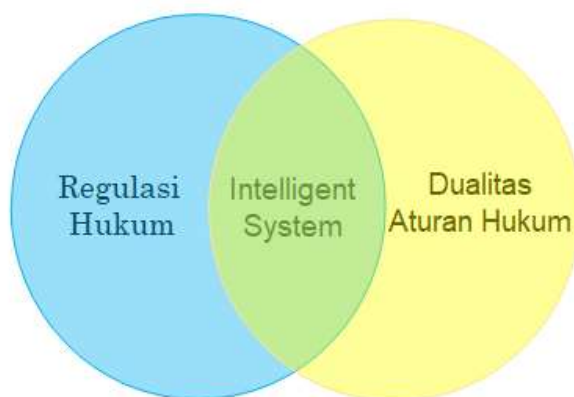 Regulasi
Hukum
Intelligent
System
Dualitas
Aturan Hukum